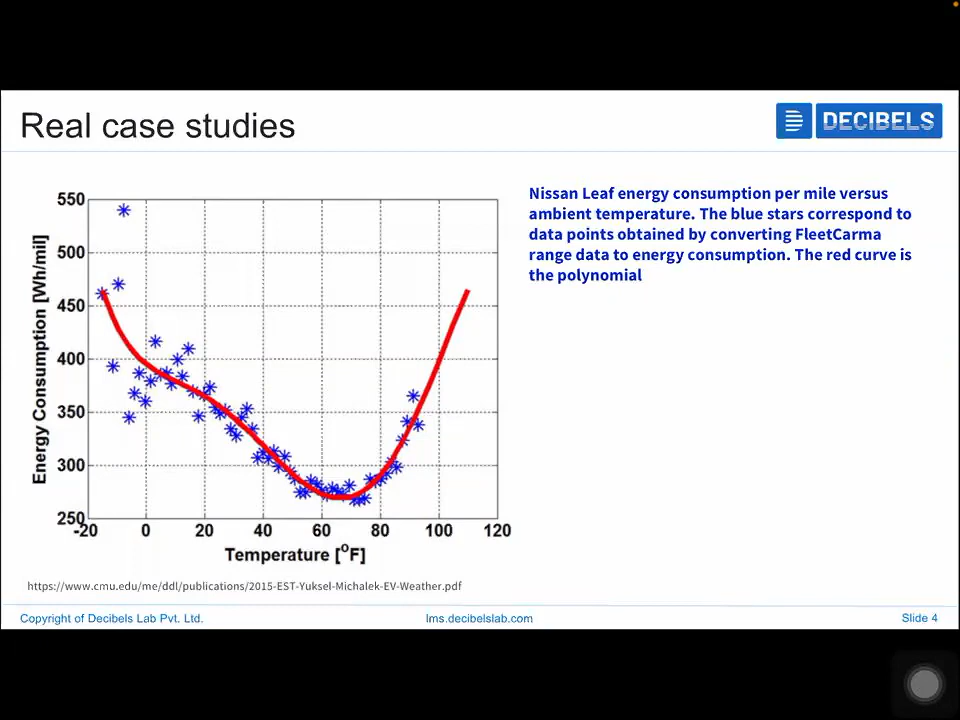 Real case studies
DECIBELS
Nissan Leaf energy consumption per mile versus
ambient temperature. The blue stars correspond to
data points obtained by converting FleetCarma
range data to energy consumption. The red curve is
the polynomial
Energy Consumption [Wh/mil]
550
500
450
400
350
300
250
-20 0 20 40 60 80 100 120
Temperature [°F]
https://www.cmu.edu/me/ddl/publications/2015-EST-Yuksel-Michalek-EV-Weather.pdf
Copyright of Decibels Lab Pvt. Ltd.
lms.decibelslab.com
Slide 4